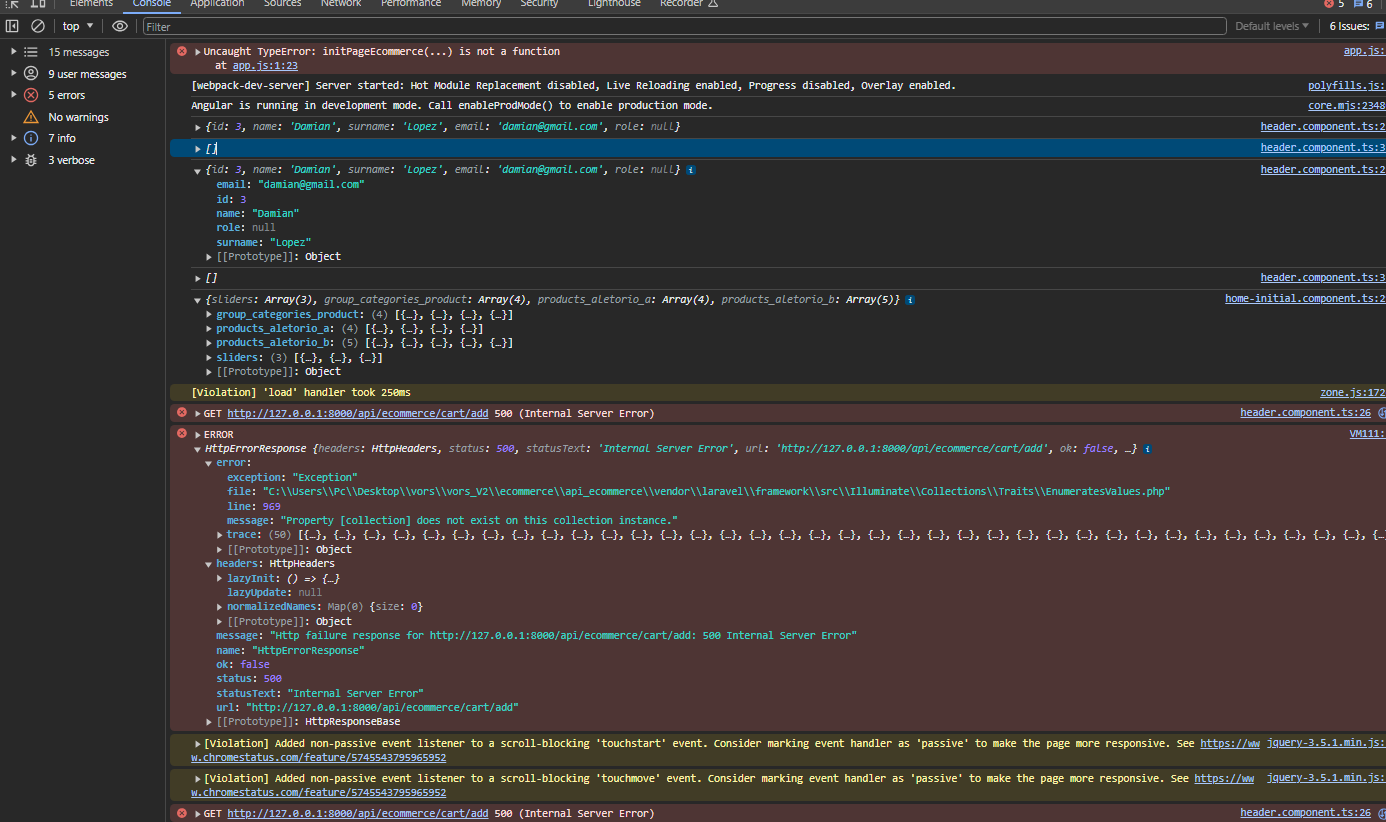 Elements Console Application Sources Network Performance Memory Security Lighthouse Recorder 5 6
top Filter Default levels 6 Issues:
15 messages
9 user messages
5 errors
No warnings
7 info
3 verbose
Uncaught TypeError: initPageEcommerce(...) is not a function app.js:
at app.js:1:23
[webpack-dev-server] Server started: Hot Module Replacement disabled, Live Reloading enabled, Progress disabled, Overlay enabled. polyfills.js:
Angular is running in development mode. Call enableProdMode() to enable production mode. core.mjs:2348
{id: 3, name: 'Damian', surname: 'Lopez', email: 'damian@gmail.com', role: null} header.component.ts:2
[] header.component.ts:3
{id: 3, name: 'Damian', surname: 'Lopez', email: 'damian@gmail.com', role: null} header.component.ts:2
email: "damian@gmail.com"
id: 3
name: "Damian"
role: null
surname: "Lopez"
[[Prototype]]: Object
[] header.component.ts:3
{sliders: Array(3), group_categories_product: Array(4), products_aletorio_a: Array(4), products_aletorio_b: Array(5)} home-initial.component.ts:2
group_categories_product: (4) [{…}, {…}, {…}, {…}]
products_aletorio_a: (4) [{…}, {…}, {…}, {…}]
products_aletorio_b: (5) [{…}, {…}, {…}, {…}, {…}]
sliders: (3) [{…}, {…}, {…}]
[[Prototype]]: Object
[Violation] 'load' handler took 250ms zone.js:172
GET http://127.0.0.1:8000/api/ecommerce/cart/add 500 (Internal Server Error) header.component.ts:26
ERROR VM111:
HttpErrorResponse {headers: HttpHeaders, status: 500, statusText: 'Internal Server Error', url: 'http://127.0.0.1:8000/api/ecommerce/cart/add', ok: false, …}
error:
exception: "Exception"
file: "C:\\Users\\Pc\\Desktop\\vors\\vors_V2\\ecommerce\\api_ecommerce\\vendor\\laravel\\framework\\src\\Illuminate\\Collections\\Traits\\EnumeratesValues.php"
line: 969
message: "Property [collection] does not exist on this collection instance."
trace: (50) [{…}, {…}, {…}, {…}, {…}, {…}, {…}, {…}, {…}, {…}, {…}, {…}, {…}, {…}, {…}, {…}, {…}, {…}, {…}, {…}, {…}, {…}, {…}, {…}, {…}, {…}, {…}, {…}, {…}, {…}, {…}, {…}, {…}, {…}, {…}, {…}, {…
[[Prototype]]: Object
headers: HttpHeaders
lazyInit: () => {…}
lazyUpdate: null
normalizedNames: Map(0) {size: 0}
[[Prototype]]: Object
message: "Http failure response for http://127.0.0.1:8000/api/ecommerce/cart/add: 500 Internal Server Error"
name: "HttpErrorResponse"
ok: false
status: 500
statusText: "Internal Server Error"
url: "http://127.0.0.1:8000/api/ecommerce/cart/add"
[[Prototype]]: HttpResponseBase
[Violation] Added non-passive event listener to a scroll-blocking 'touchstart' event. Consider marking event handler as 'passive' to make the page more responsive. See https://ww jquery-3.5.1.min.js:
w.chromestatus.com/feature/5745543795965952
[Violation] Added non-passive event listener to a scroll-blocking 'touchmove' event. Consider marking event handler as 'passive' to make the page more responsive. See https://ww jquery-3.5.1.min.js:
w.chromestatus.com/feature/5745543795965952
GET http://127.0.0.1:8000/api/ecommerce/cart/add 500 (Internal Server Error) header.component.ts:26